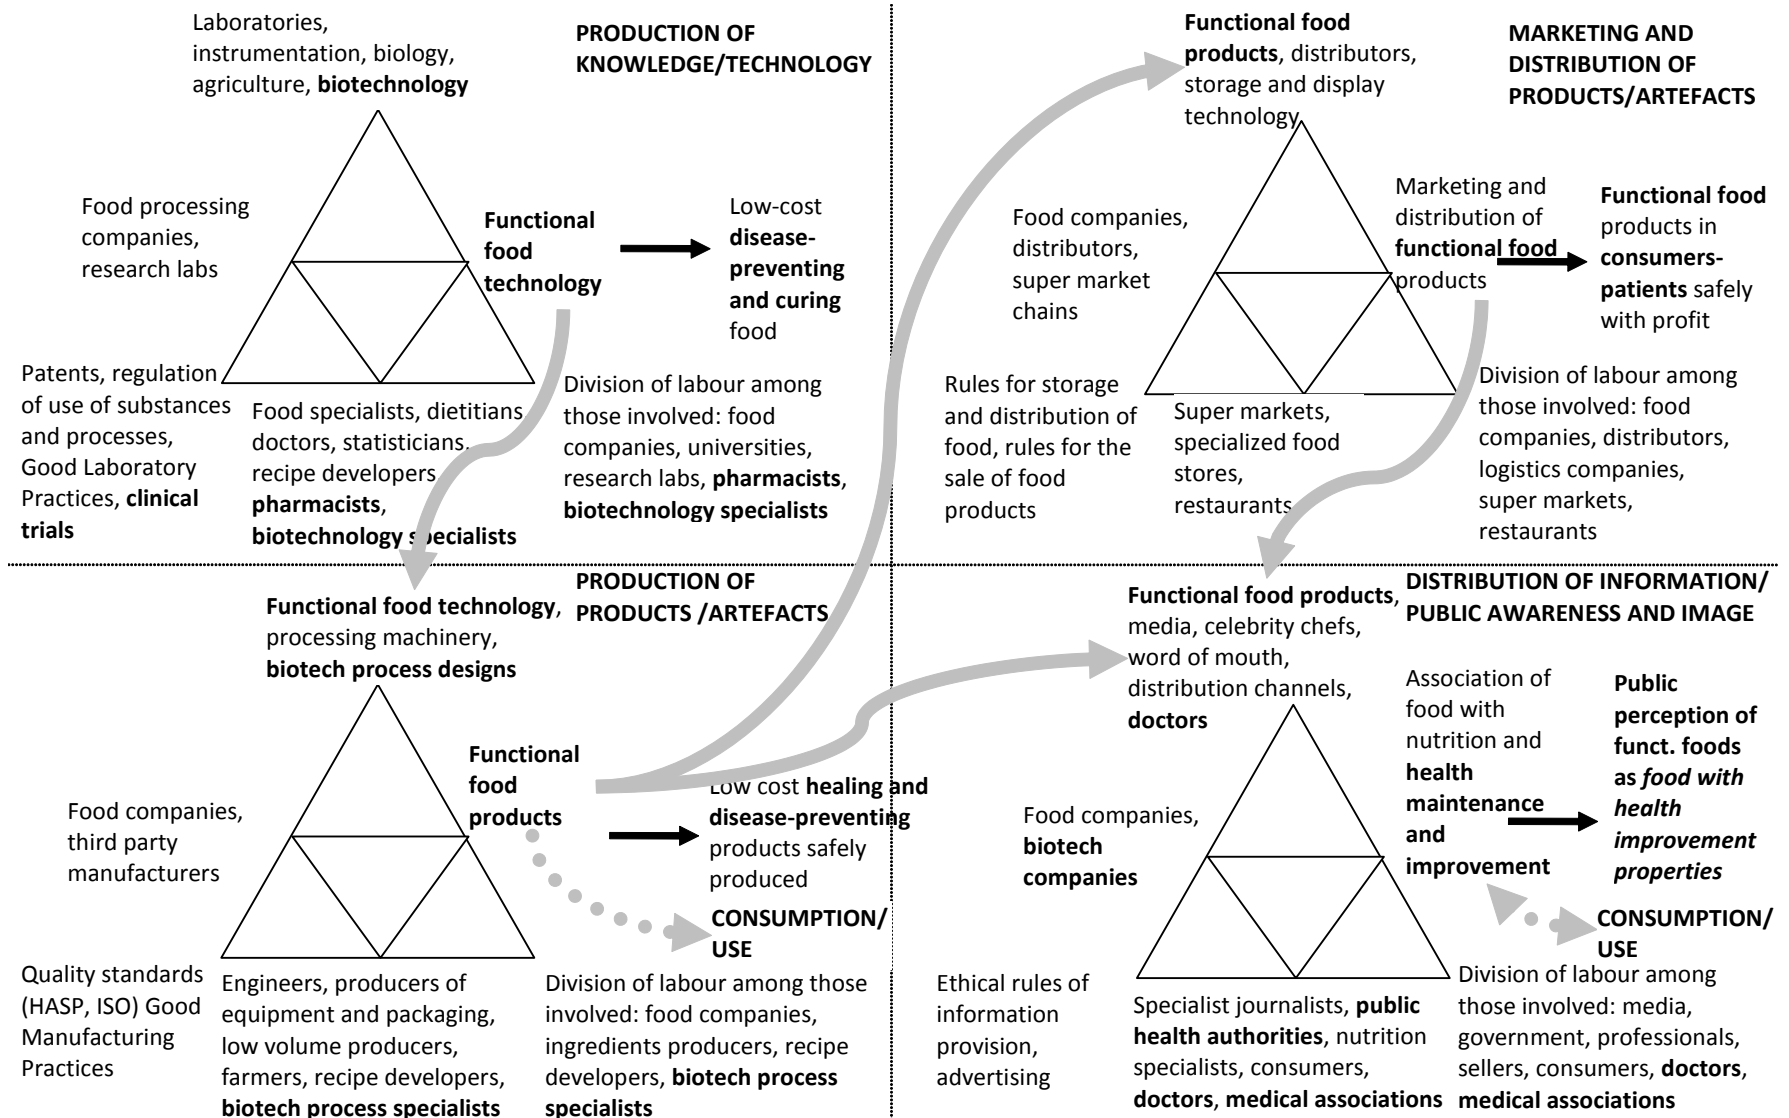 Laboratories,
instrumentation, biology,
agriculture, biotechnology
PRODUCTION OF
KNOWLEDGE/TECHNOLOGY
Food processing
companies,
research labs
Functional
food
technology
Low-cost
disease-
preventing
and curing
food
Patents, regulation
of use of substances
and processes,
Good Laboratory
Practices, clinical
trials
Food specialists, dietitians
doctors, statisticians,
recipe developers
pharmacists,
biotechnology specialists
Division of labour among
those involved: food
companies, universities,
research labs, pharmacists,
biotechnology specialists
Functional food
products, distributors,
storage and display
technology
MARKETING AND
DISTRIBUTION OF
PRODUCTS/ARTEFACTS
Food companies,
distributors,
super market
chains
Marketing and
distribution of
functional food
products
Functional food
products in
consumers-
patients safely
with profit
Rules for storage
and distribution of
food, rules for the
sale of food
products
Super markets,
specialized food
stores,
restaurants
Division of labour among
those involved: food
companies, distributors,
logistics companies,
super markets,
restaurants
PRODUCTION OF
PRODUCTS /ARTEFACTS
Functional food technology,
processing machinery,
biotech process designs
Food companies,
third party
manufacturers
Functional
food
products
Low cost healing and
disease-preventing
products safely
produced
CONSUMPTION/
USE
Quality standards
(HASP, ISO) Good
Manufacturing
Practices
Engineers, producers of
equipment and packaging,
low volume producers,
farmers, recipe developers,
biotech process specialists
Division of labour among those
involved: food companies,
ingredients producers, recipe
developers, biotech process
specialists
DISTRIBUTION OF INFORMATION/
PUBLIC AWARENESS AND IMAGE
Functional food products,
media, celebrity chefs,
word of mouth,
distribution channels,
doctors
Food companies,
biotech
companies
Association of
food with
nutrition and
health
maintenance
and
improvement
Public
perception of
funct. foods
as food with
health
improvement
properties
CONSUMPTION/
USE
Ethical rules of
information
provision,
advertising
Specialist journalists, public
health authorities, nutrition
specialists, consumers,
doctors, medical associations
Division of labour among
those involved: media,
government, professionals,
sellers, consumers, doctors,
medical associations